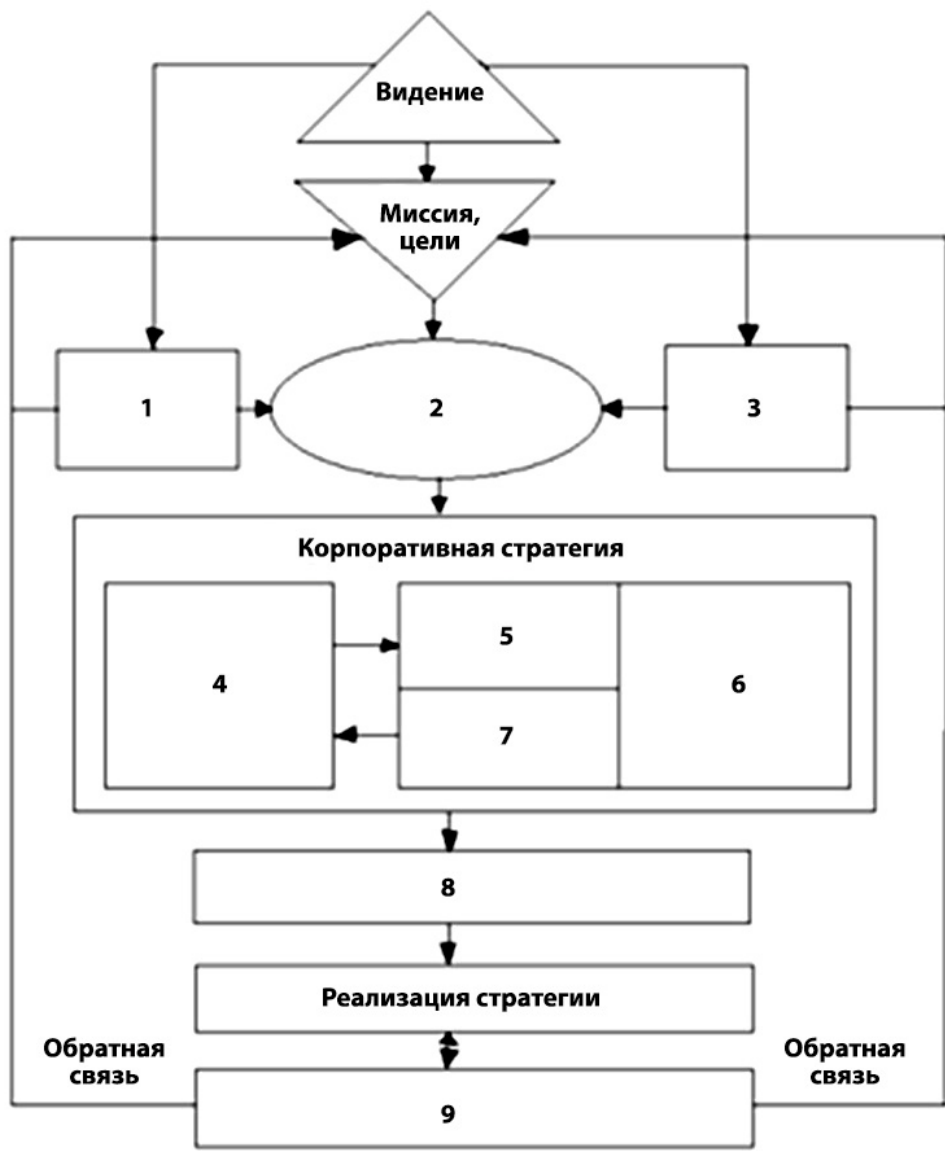 Видение
Миссия,
цели
1
2
3
Корпоративная стратегия
4
5
6
7
8
Реализация стратегии
Обратная
связь
Обратная
связь
9